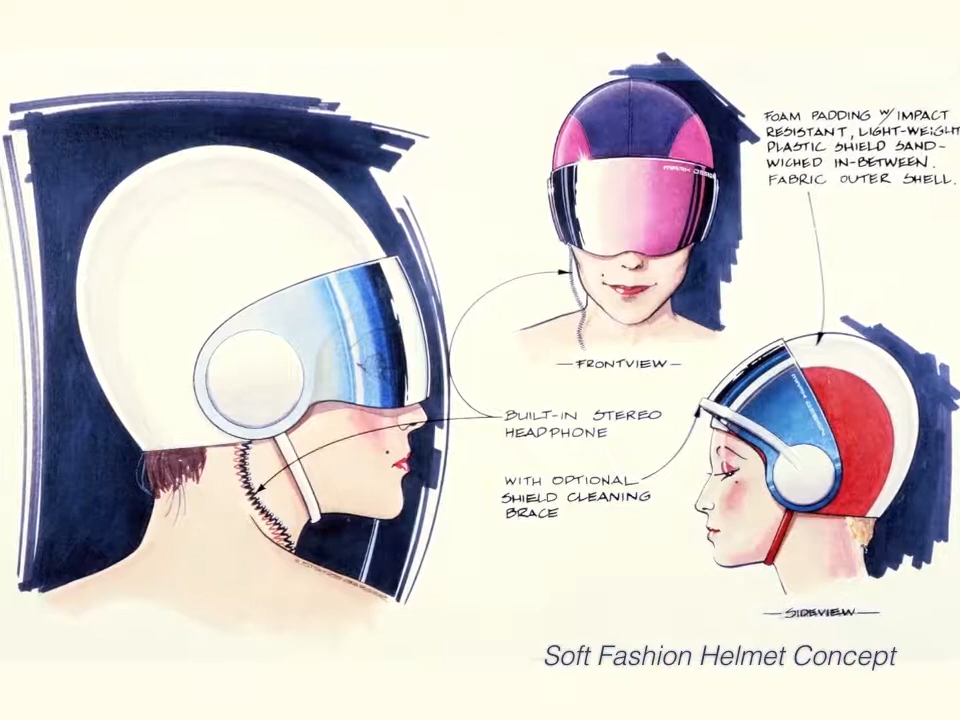 FOAM PADDING W/ IMPACT
RESISTANT, LIGHT-WEIGHT
PLASTIC SHIELD SAND-
WICHED IN-BETWEEN.
FABRIC OUTER SHELL.
—FRONTVIEW—
BUILT-IN STEREO
HEADPHONE
WITH OPTIONAL
SHIELD CLEANING
BRACE
—SIDEVIEW—
Soft Fashion Helmet Concept